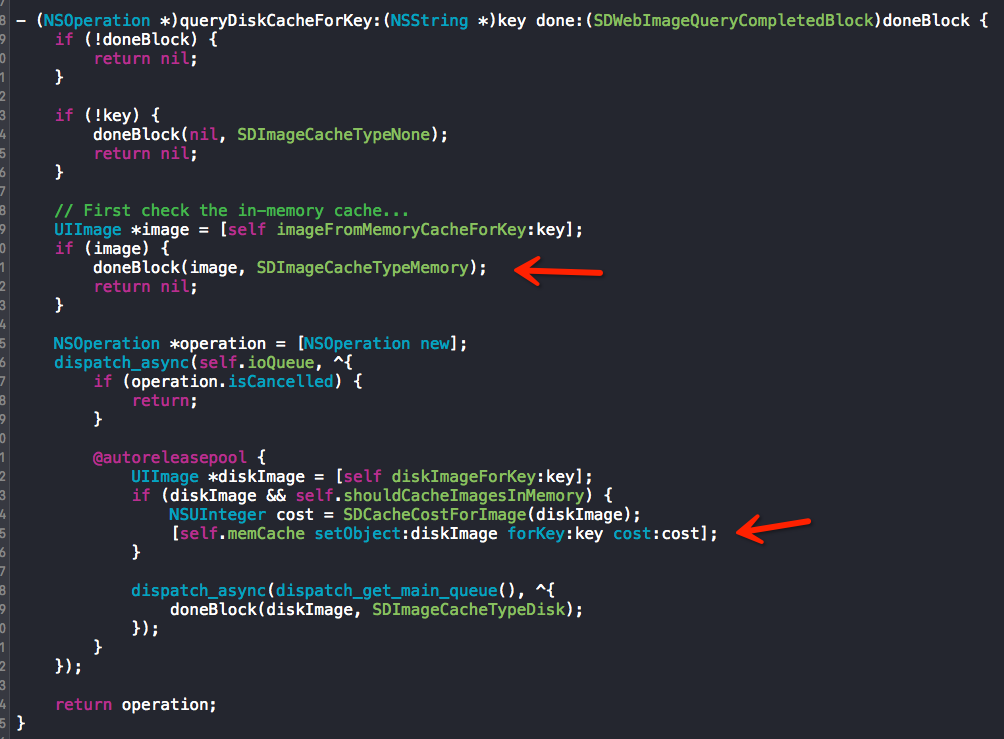 - (NSOperation *)queryDiskCacheForKey:(NSString *)key done:(SDWebImageQueryCompletedBlock)doneBlock {
    if (!doneBlock) {
        return nil;
    }

    if (!key) {
        doneBlock(nil, SDImageCacheTypeNone);
        return nil;
    }

    // First check the in-memory cache...
    UIImage *image = [self imageFromMemoryCacheForKey:key];
    if (image) {
        doneBlock(image, SDImageCacheTypeMemory);
        return nil;
    }

    NSOperation *operation = [NSOperation new];
    dispatch_async(self.ioQueue, ^{
        if (operation.isCancelled) {
            return;
        }

        @autoreleasepool {
            UIImage *diskImage = [self diskImageForKey:key];
            if (diskImage && self.shouldCacheImagesInMemory) {
                NSUInteger cost = SDCacheCostForImage(diskImage);
                [self.memCache setObject:diskImage forKey:key cost:cost];
            }

            dispatch_async(dispatch_get_main_queue(), ^{
                doneBlock(diskImage, SDImageCacheTypeDisk);
            });
        }
    });

    return operation;
}